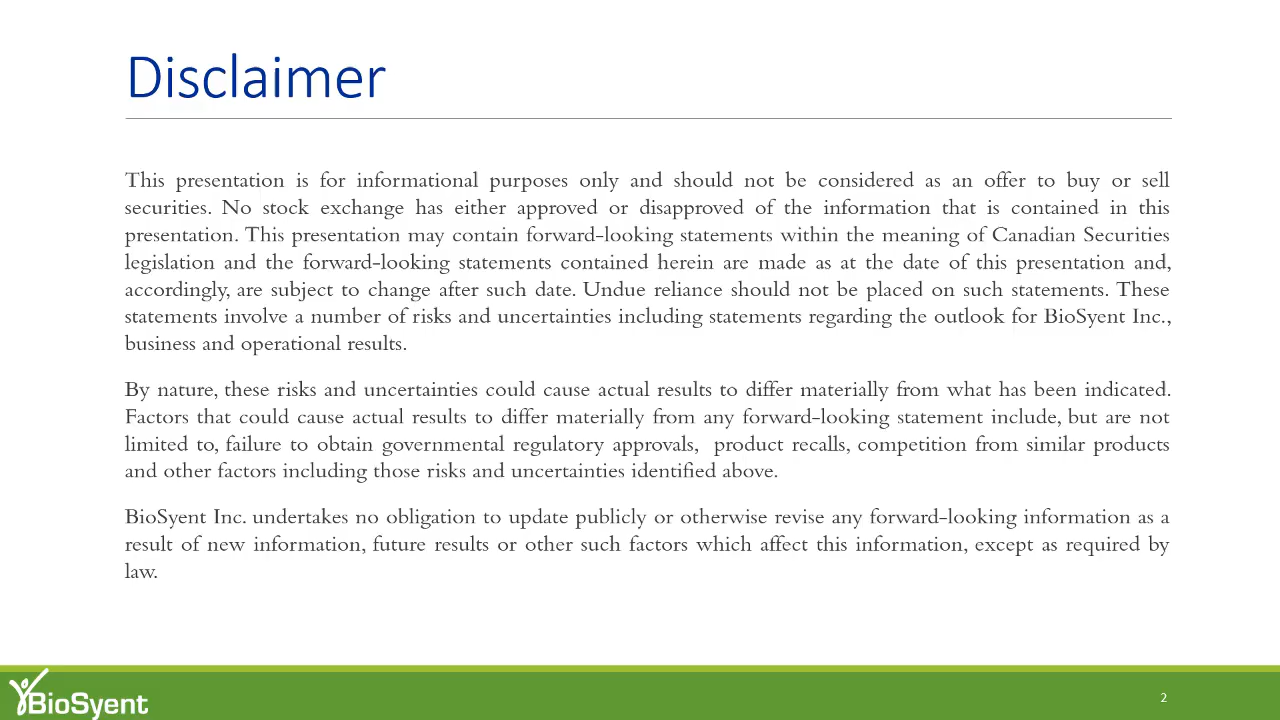 Disclaimer
This presentation is for informational purposes only and should not be considered as an offer to buy or sell
securities. No stock exchange has either approved or disapproved of the information that is contained in this
presentation. This presentation may contain forward-looking statements within the meaning of Canadian Securities
legislation and the forward-looking statements contained herein are made as at the date of this presentation and,
accordingly, are subject to change after such date. Undue reliance should not be placed on such statements. These
statements involve a number of risks and uncertainties including statements regarding the outlook for BioSyent Inc.,
business and operational results.
By nature, these risks and uncertainties could cause actual results to differ materially from what has been indicated.
Factors that could cause actual results to differ materially from any forward-looking statement include, but are not
limited to, failure to obtain governmental regulatory approvals,  product recalls, competition from similar products
and other factors including those risks and uncertainties identified above.
BioSyent Inc. undertakes no obligation to update publicly or otherwise revise any forward-looking information as a
result of new information, future results or other such factors which affect this information, except as required by
law.
BioSyent
2